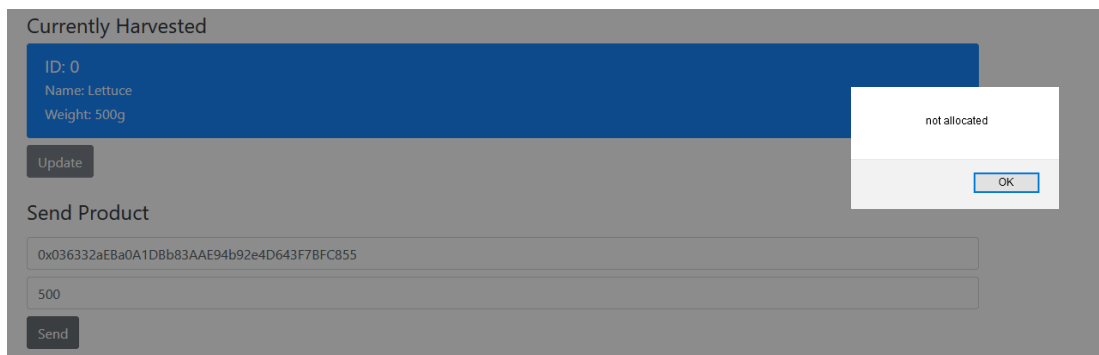 Currently Harvested
ID: 0
Name: Lettuce
Weight: 500g
not allocated
OK
Update
Send Product
0x036332aEBa0A1DBb83AAE94b92e4D643F7BFC855
500
Send